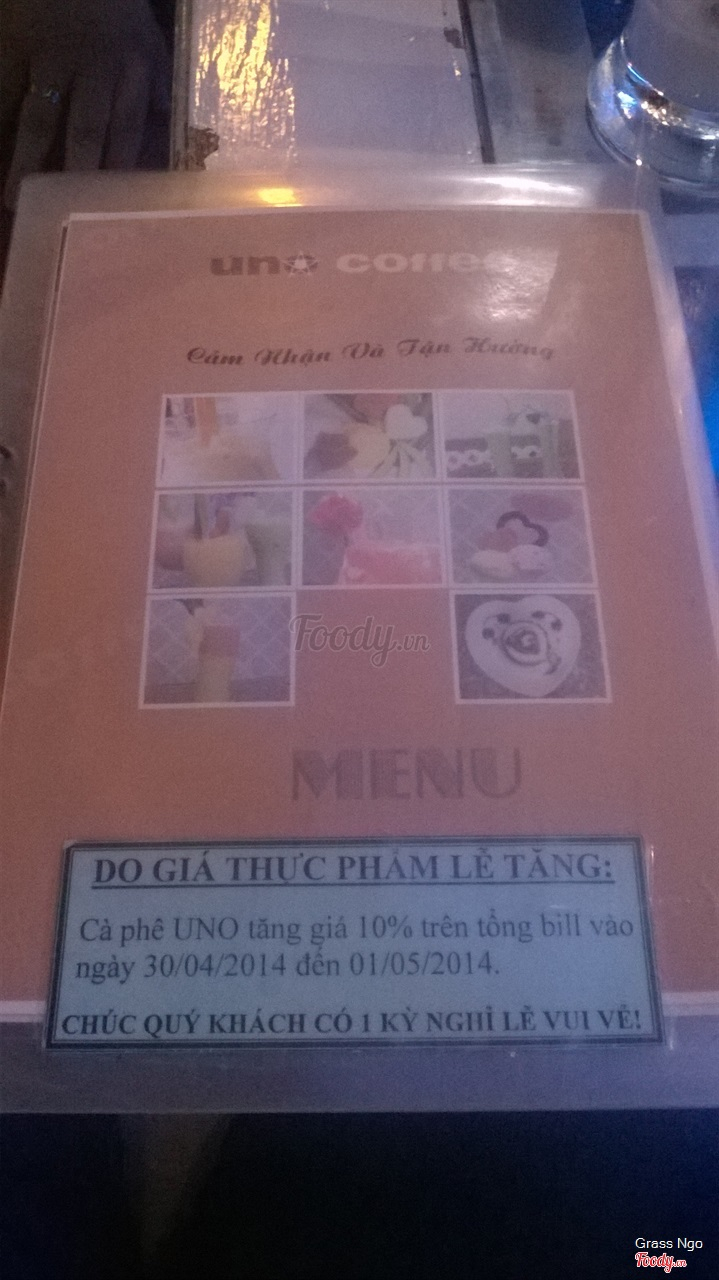 uno coffee
Cảm Nhận Và Tận Hưởng
Foody.vn
MENU
DO GIÁ THỰC PHẨM LỄ TĂNG:
Cà phê UNO tăng giá 10% trên tổng bill vào
ngày 30/04/2014 đến 01/05/2014.
CHÚC QUÝ KHÁCH CÓ 1 KỲ NGHỈ LỄ VUI VẺ!
Grass Ngo
Foody.vn